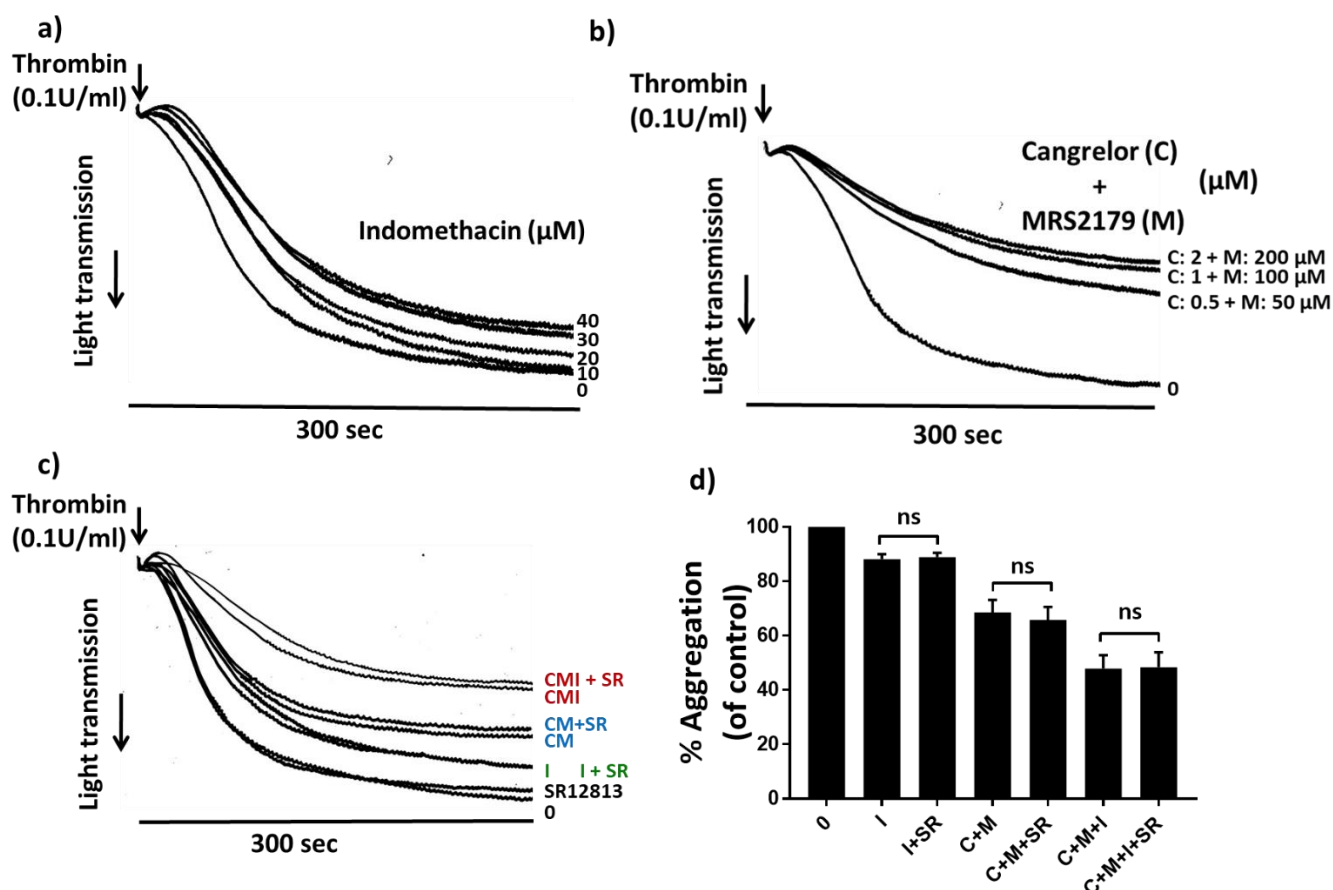 a)
Thrombin
(0.1U/ml)
Light transmission
Indomethacin (µM)
40
30
20
10
0
300 sec
b)
Thrombin
(0.1U/ml)
Light transmission
Cangrelor (C)
+
MRS2179 (M)
(µM)
C: 2 + M: 200 µM
C: 1 + M: 100 µM
C: 0.5 + M: 50 µM
0
300 sec
c)
Thrombin
(0.1U/ml)
Light transmission
CMI + SR
CMI
CM+SR
CM
I I + SR
SR12813
0
300 sec
d)
% Aggregation
(of control)
100
80
60
40
20
0
ns
ns
ns
0
I
I+SR
C+M
C+M+SR
C+M+I
C+M+I+SR